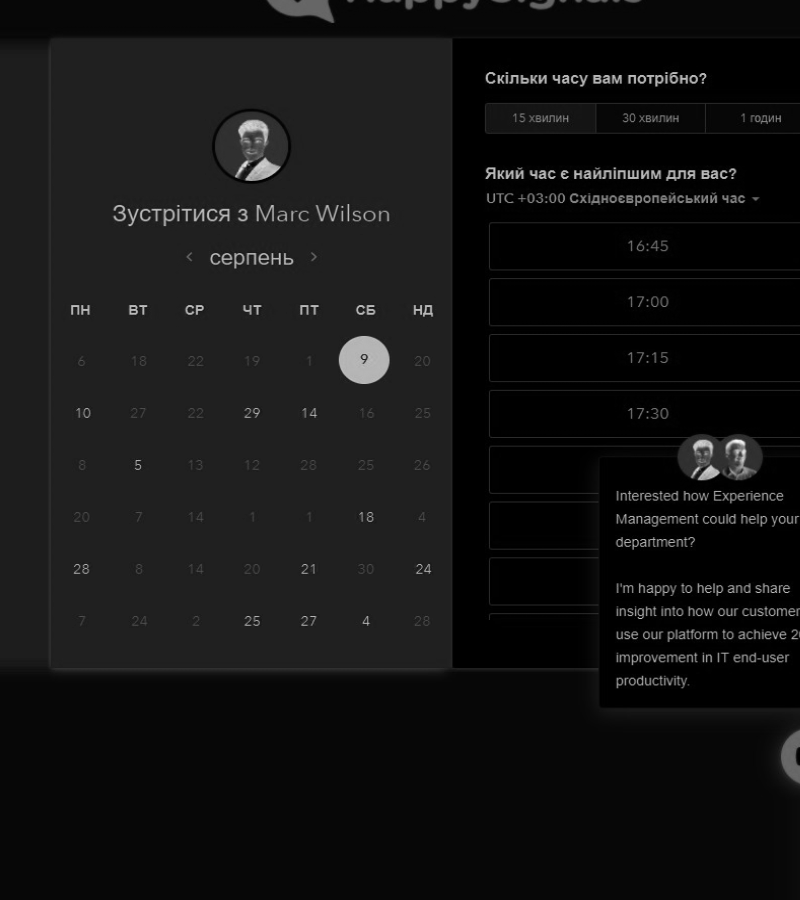 Зустрітися з Marc Wilson
серпень
ПН ВТ СР ЧТ ПТ СБ НД
6 18 22 19 1 9 20
10 27 22 29 14 16 25
8 5 13 12 28 25 26
20 7 14 1 1 18 4
28 8 14 20 21 30 24
7 24 2 25 27 4 28
Скільки часу вам потрібно?
15 хвилин 30 хвилин 1 годин
Який час є найліпшим для вас?
UTC +03:00 Східноєвропейський час
16:45
17:00
17:15
17:30
Interested how Experience
Management could help your
department?
I'm happy to help and share
insight into how our customer
use our platform to achieve
improvement in IT end-user
productivity.